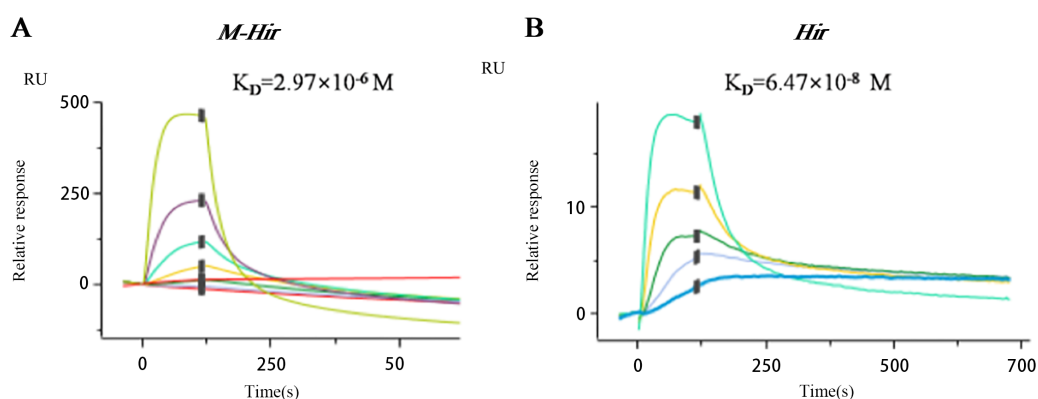 A
M-Hir
RU
K_D=2.97×10⁻⁶ M
500
250
0
Relative response
0
250
50
Time(s)
B
Hir
RU
K_D=6.47×10⁻⁸ M
10
0
Relative response
0
250
500
700
Time(s)